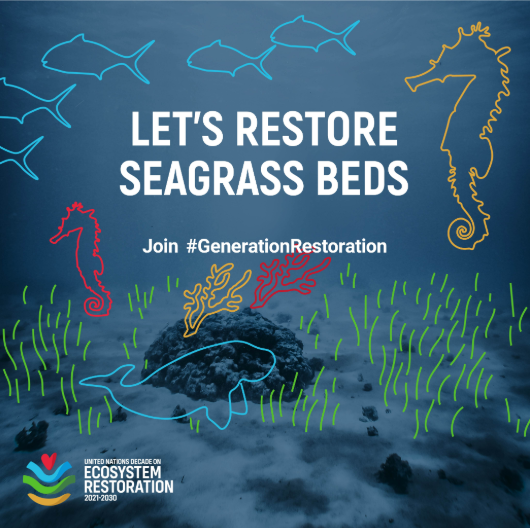 LET'S RESTORE
SEAGRASS BEDS
Join #GenerationRestoration
UNITED NATIONS DECADE ON
ECOSYSTEM
RESTORATION
2021-2030